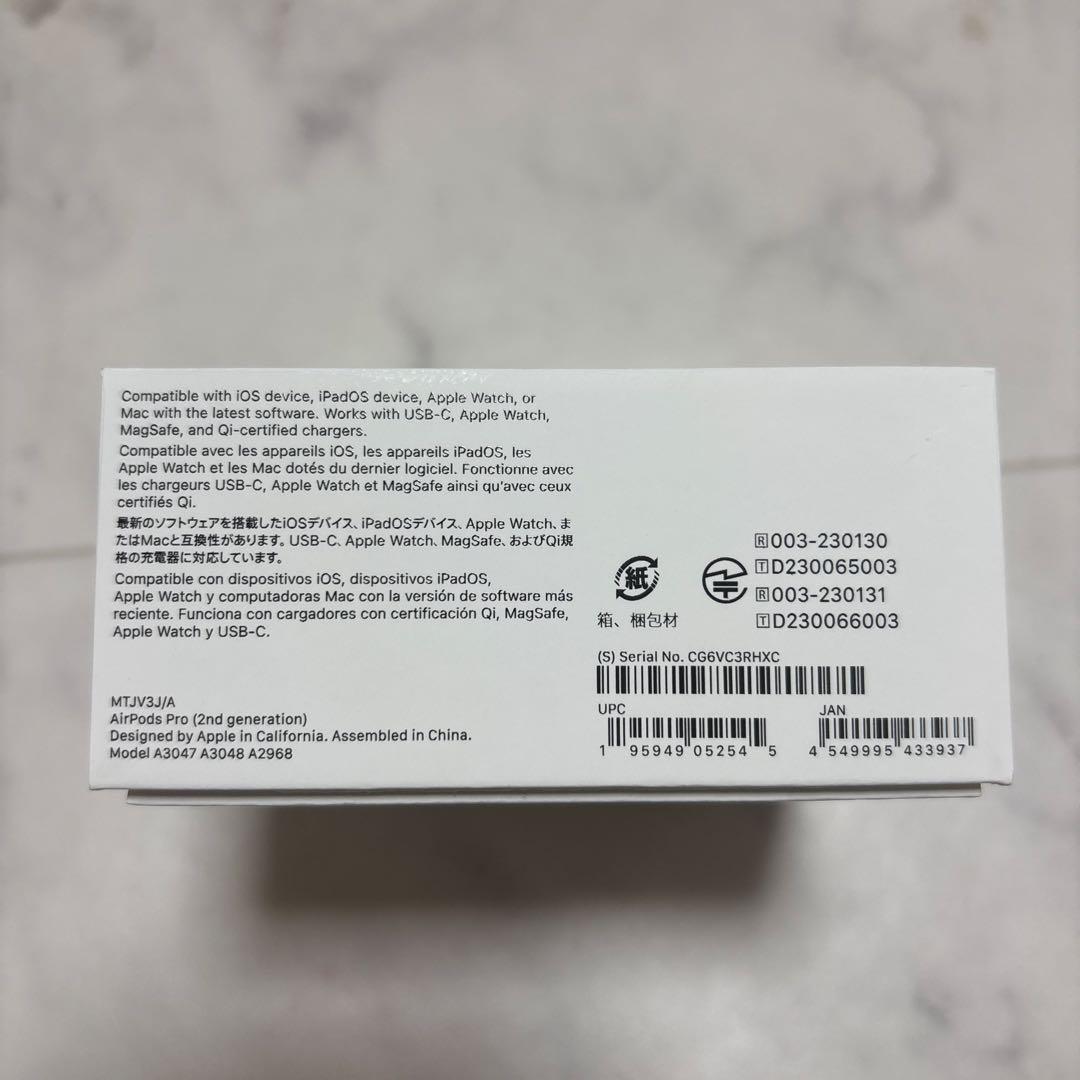 Compatible with iOS device, iPadOS device, Apple Watch, or
Mac with the latest software. Works with USB-C, Apple Watch,
MagSafe, and Qi-certified chargers.
Compatible avec les appareils iOS, les appareils iPadOS, les
Apple Watch et les Mac dotés du dernier logiciel. Fonctionne avec
les chargeurs USB-C, Apple Watch et MagSafe ainsi qu'avec ceux
certifiés Qi.
最新のソフトウェアを搭載したiOSデバイス、iPadOSデバイス、Apple Watch、ま
たはMacと互換性があります。USB-C、Apple Watch、MagSafe、およびQi規
格の充電器に対応しています。
Compatible con dispositivos iOS, dispositivos iPadOS,
Apple Watch y computadoras Mac con la versión de software más
reciente. Funciona con cargadores con certificación Qi, MagSafe,
Apple Watch y USB-C.
MTJV3J/A
AirPods Pro (2nd generation)
Designed by Apple in California. Assembled in China.
Model A3047 A3048 A2968
紙
箱、梱包材
R 003-230130
T D230065003
R 003-230131
T D230066003
(S) Serial No. CG6VC3RHXC
UPC
1 95949 05254 5
JAN
4 549995 433937